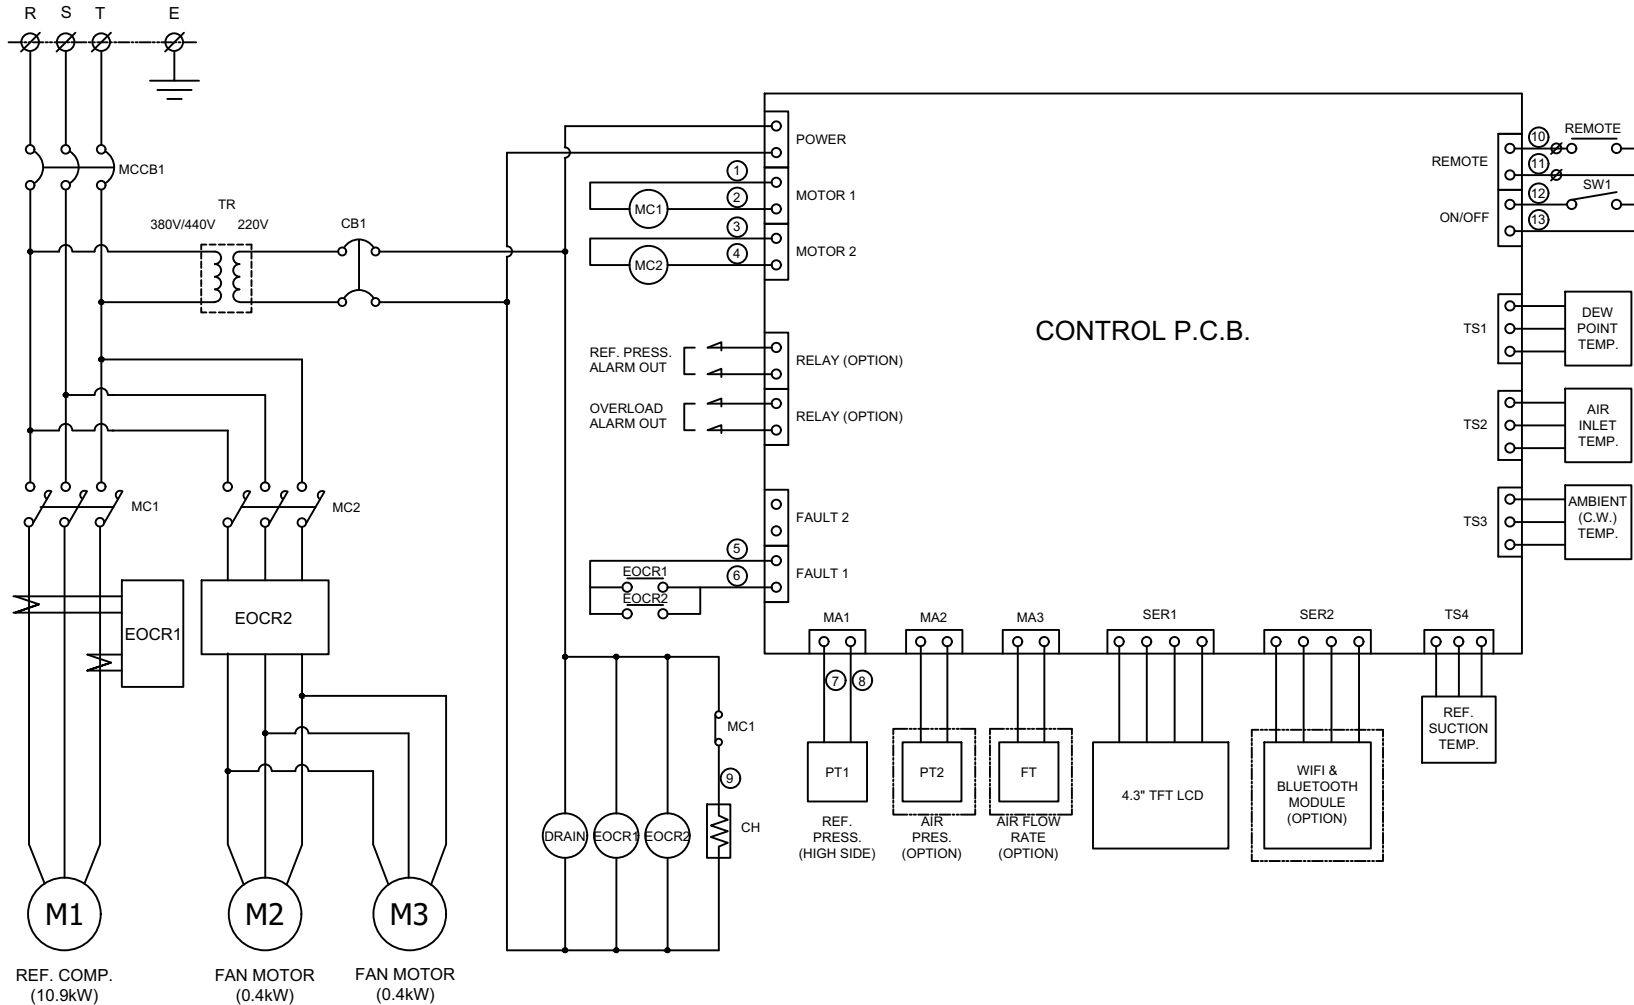 R S T E
MCCB1
TR
380V/440V 220V
CB1
POWER
1
2
MC1
MOTOR 1
3
4
MC2
MOTOR 2
CONTROL P.C.B.
REF. PRESS.
ALARM OUT
RELAY (OPTION)
OVERLOAD
ALARM OUT
RELAY (OPTION)
FAULT 2
5
6
EOCR1
EOCR2
FAULT 1
REMOTE
10
11
REMOTE
ON/OFF
12
13
SW1
TS1
DEW
POINT
TEMP.
TS2
AIR
INLET
TEMP.
TS3
AMBIENT
(C.W.)
TEMP.
MC1
MC2
EOCR1
EOCR2
MA1
MA2
MA3
SER1
SER2
TS4
7
8
PT1
REF.
PRESS.
(HIGH SIDE)
PT2
AIR
PRES.
(OPTION)
FT
AIR FLOW
RATE
(OPTION)
4.3" TFT LCD
WIFI &
BLUETOOTH
MODULE
(OPTION)
REF.
SUCTION
TEMP.
MC1
9
CH
DRAIN
EOCR1
EOCR2
M1
REF. COMP.
(10.9kW)
M2
FAN MOTOR
(0.4kW)
M3
FAN MOTOR
(0.4kW)